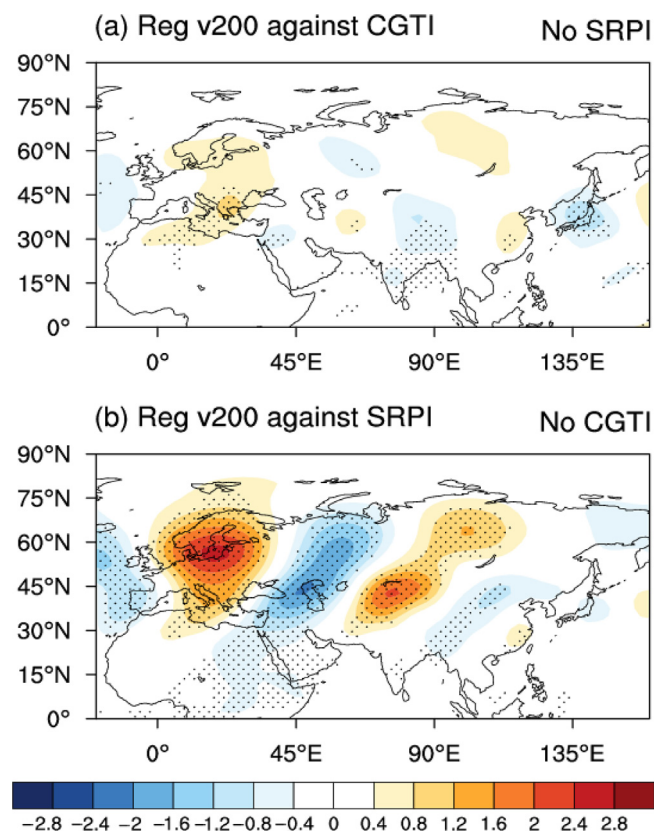 (a) Reg v200 against CGTI No SRPI
90°N
75°N
60°N
45°N
30°N
15°N
0°
0° 45°E 90°E 135°E
(b) Reg v200 against SRPI No CGTI
90°N
75°N
60°N
45°N
30°N
15°N
0°
0° 45°E 90°E 135°E
-2.8 -2.4 -2 -1.6 -1.2 -0.8 -0.4 0 0.4 0.8 1.2 1.6 2 2.4 2.8